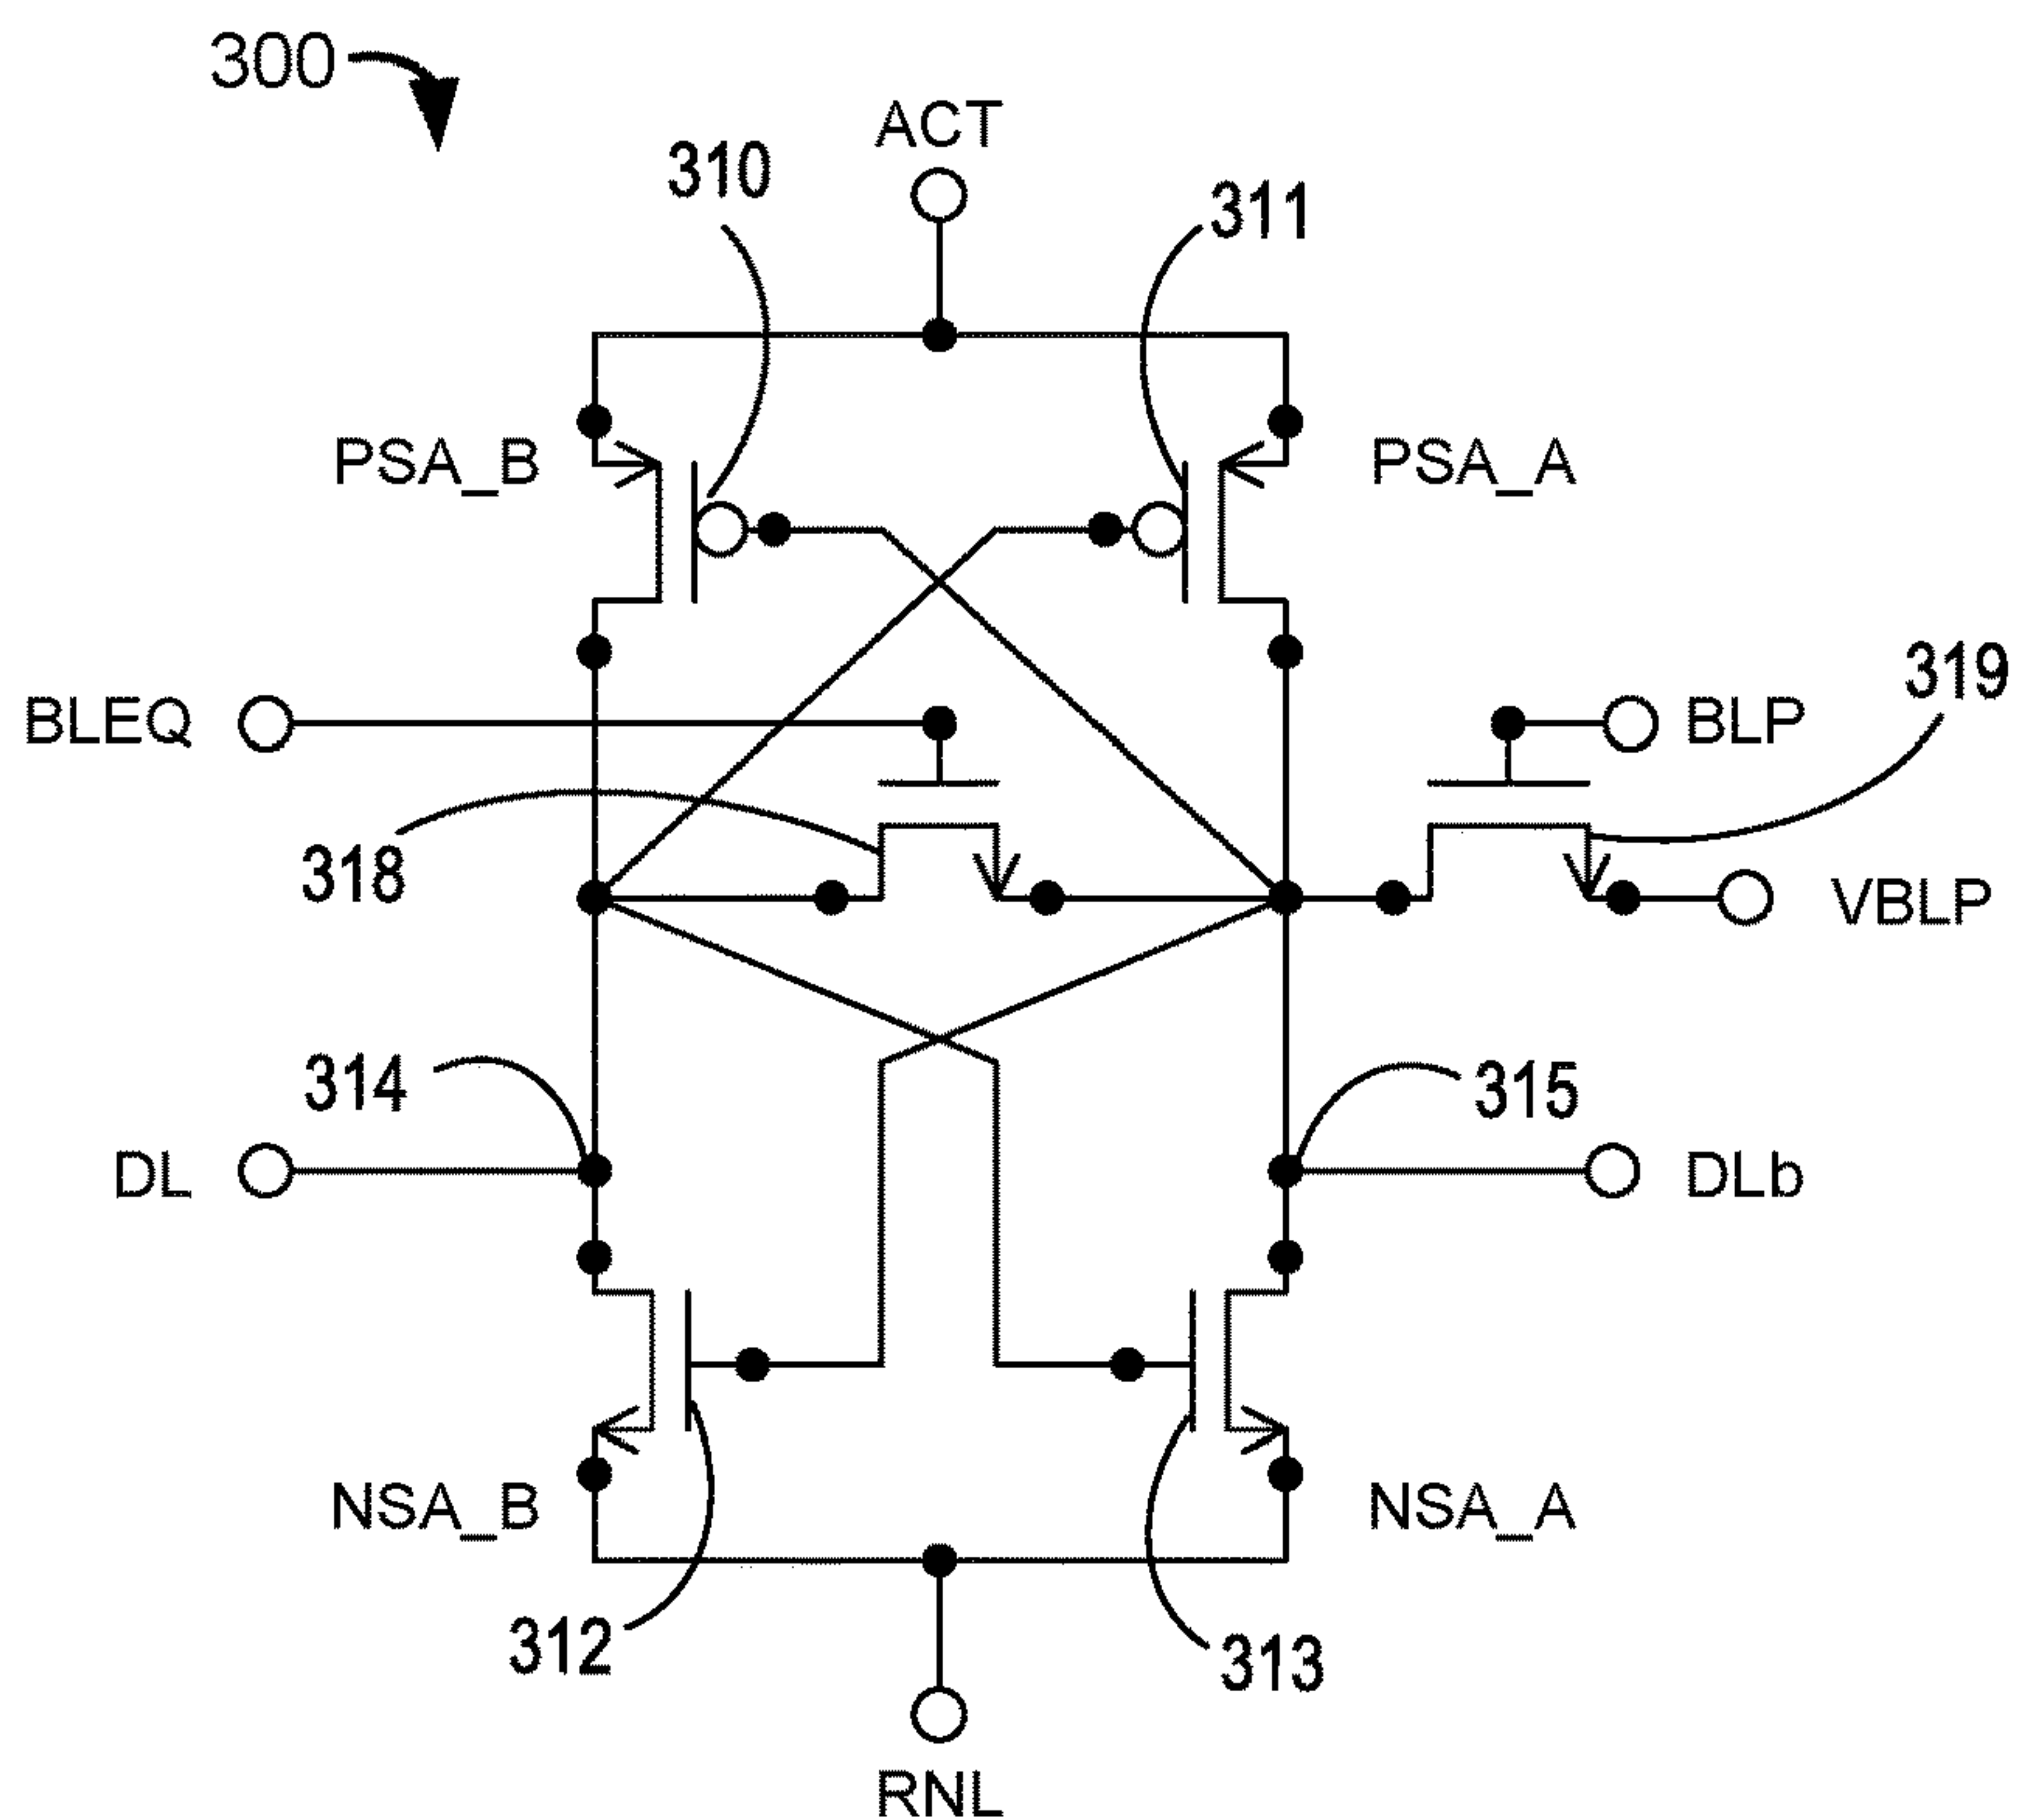 300
ACT
310
311
PSA_B
PSA_A
319
BLEQ
BLP
318
VBLP
314
315
DL
DLb
NSA_B
NSA_A
312
313
RNL